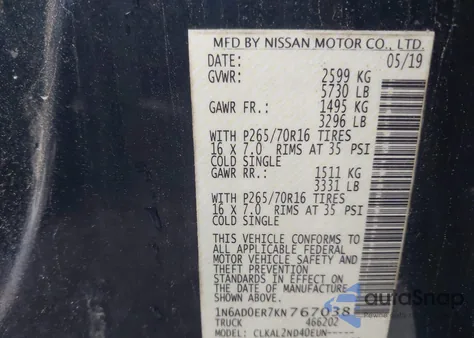 MFD BY NISSAN MOTOR CO., LTD.
DATE: 05/19
GVWR: 2599 KG
5730 LB
GAWR FR.: 1495 KG
3296 LB
WITH P265/70R16 TIRES
16 X 7.0 RIMS AT 35 PSI
COLD SINGLE
GAWR RR.: 1511 KG
3331 LB
WITH P265/70R16 TIRES
16 X 7.0 RIMS AT 35 PSI
COLD SINGLE
THIS VEHICLE CONFORMS TO
ALL APPLICABLE FEDERAL
MOTOR VEHICLE SAFETY AND
THEFT PREVENTION
STANDARDS IN EFFECT ON
THE DATE OF MANUFACTURE
SHOWN ABOVE.
1N6AD0ER7KN767038
TRUCK 466202
MODEL: CLKAL2ND40EUN-----
autoSnap